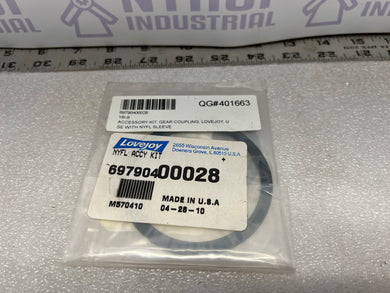 69790400028
QG#401663
ACCESSORY KIT, GEAR COUPLING, LOVEJOY, U
SE WITH NYFL SLEEVE
Lovejoy
2655 Wisconsin Avenue
Downers Grove, IL 60515 U.S.A.
NYFL ACCY KIT
69790400028
MADE IN U.S.A
M570410
04-28-10